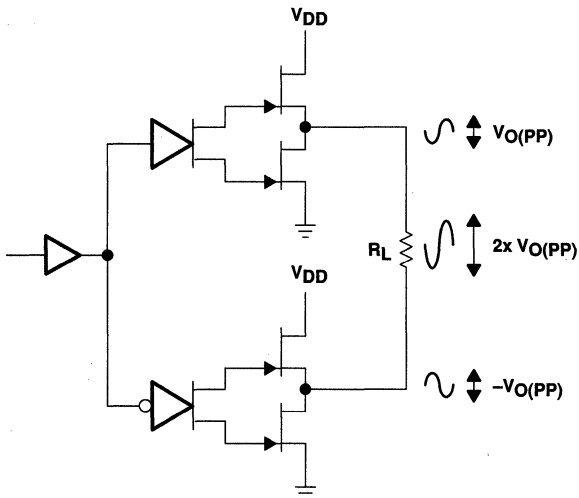 VDD
VO(PP)
RL
2x VO(PP)
VDD
–VO(PP)